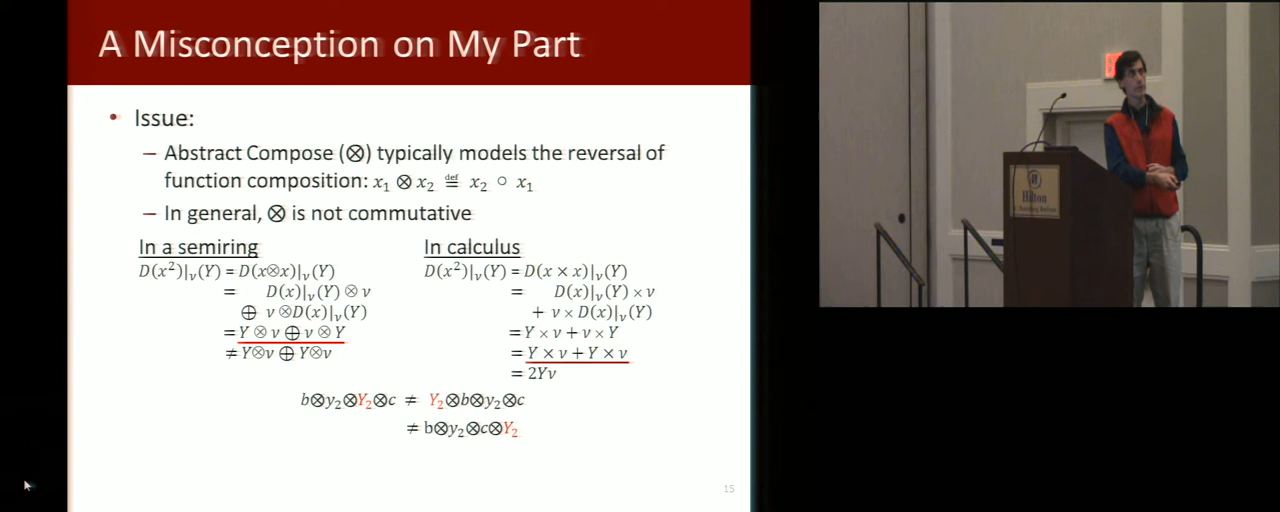 A Misconception on My Part
• Issue:
– Abstract Compose (⊗) typically models the reversal of
function composition: x₁ ⊗ x₂ ≝ x₂ ○ x₁
– In general, ⊗ is not commutative
In a semiring
D(x²)|ᵥ(Y) = D(x⊗x)|ᵥ(Y)
= D(x)|ᵥ(Y) ⊗ v
⊕ v ⊗D(x)|ᵥ(Y)
= Y ⊗ v ⊕ v ⊗ Y
≠ Y⊗v ⊕ Y⊗v
In calculus
D(x²)|ᵥ(Y) = D(x × x)|ᵥ(Y)
= D(x)|ᵥ(Y) × v
+ v × D(x)|ᵥ(Y)
= Y × v + v × Y
= Y × v + Y × v
= 2Yv
b⊗y₂⊗Y₂⊗c ≠ Y₂⊗b⊗y₂⊗c
≠ b⊗y₂⊗c⊗Y₂
15
Hilton